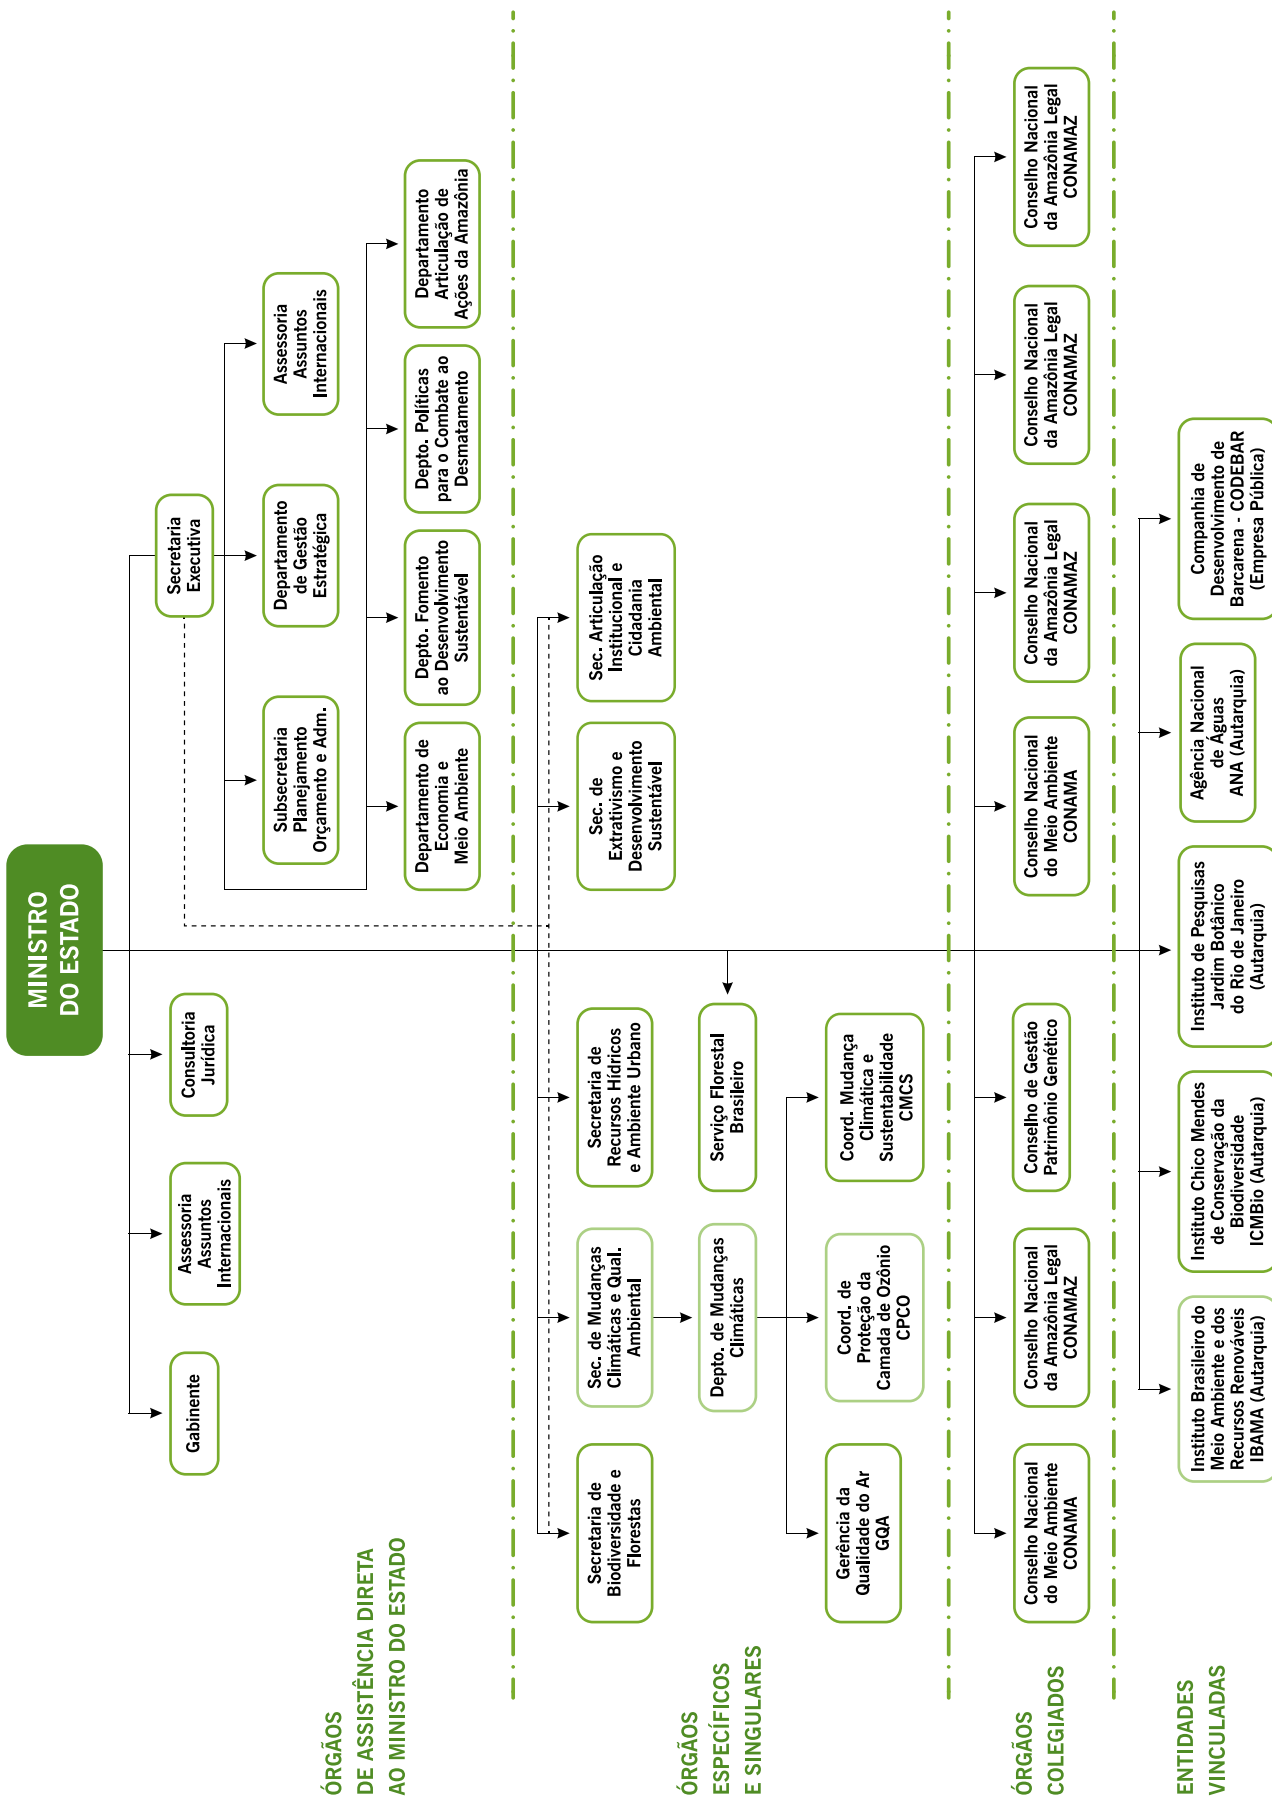 MINISTRO
DO ESTADO
ÓRGÃOS
DE ASSISTÊNCIA DIRETA
AO MINISTRO DO ESTADO
Gabinente
Assessoria
Assuntos
Internacionais
Consultoria
Jurídica
Secretaria
Executiva
Subsecretaria
Planejamento
Orçamento e Adm.
Departamento
de Gestão
Estratégica
Assessoria
Assuntos
Internacionais
Departamento de
Economia e
Meio Ambiente
Depto. Fomento
ao Desenvolvimento
Sustentável
Depto. Políticas
para o Combate ao
Desmatamento
Departamento
Articulação de
Ações da Amazônia
ÓRGÃOS
ESPECÍFICOS
E SINGULARES
Secretaria de
Biodiversidade e
Florestas
Sec. de Mudanças
Climáticas e Qual.
Ambiental
Secretaria de
Recursos Hídricos
e Ambiente Urbano
Sec. de
Extrativismo e
Desenvolvimento
Sustentável
Sec. Articulação
Institucional e
Cidadania
Ambiental
Depto. de Mudanças
Climáticas
Serviço Florestal
Brasileiro
Gerência da
Qualidade do Ar
GQA
Coord. de
Proteção da
Camada de Ozônio
CPCO
Coord. Mudança
Climática e
Sustentabilidade
CMCS
ÓRGÃOS
COLEGIADOS
Conselho Nacional
do Meio Ambiente
CONAMA
Conselho Nacional
da Amazônia Legal
CONAMAZ
Conselho de Gestão
Patrimônio Genético
Conselho Nacional
do Meio Ambiente
CONAMA
Conselho Nacional
da Amazônia Legal
CONAMAZ
Conselho Nacional
da Amazônia Legal
CONAMAZ
Conselho Nacional
da Amazônia Legal
CONAMAZ
ENTIDADES
VINCULADAS
Instituto Brasileiro do
Meio Ambiente e dos
Recursos Renováveis
IBAMA (Autarquia)
Instituto Chico Mendes
de Conservação da
Biodiversidade
ICMBio (Autarquia)
Instituto de Pesquisas
Jardim Botânico
do Rio de Janeiro
(Autarquia)
Agência Nacional
de Águas
ANA (Autarquia)
Companhia de
Desenvolvimento de
Barcarena - CODEBAR
(Empresa Pública)